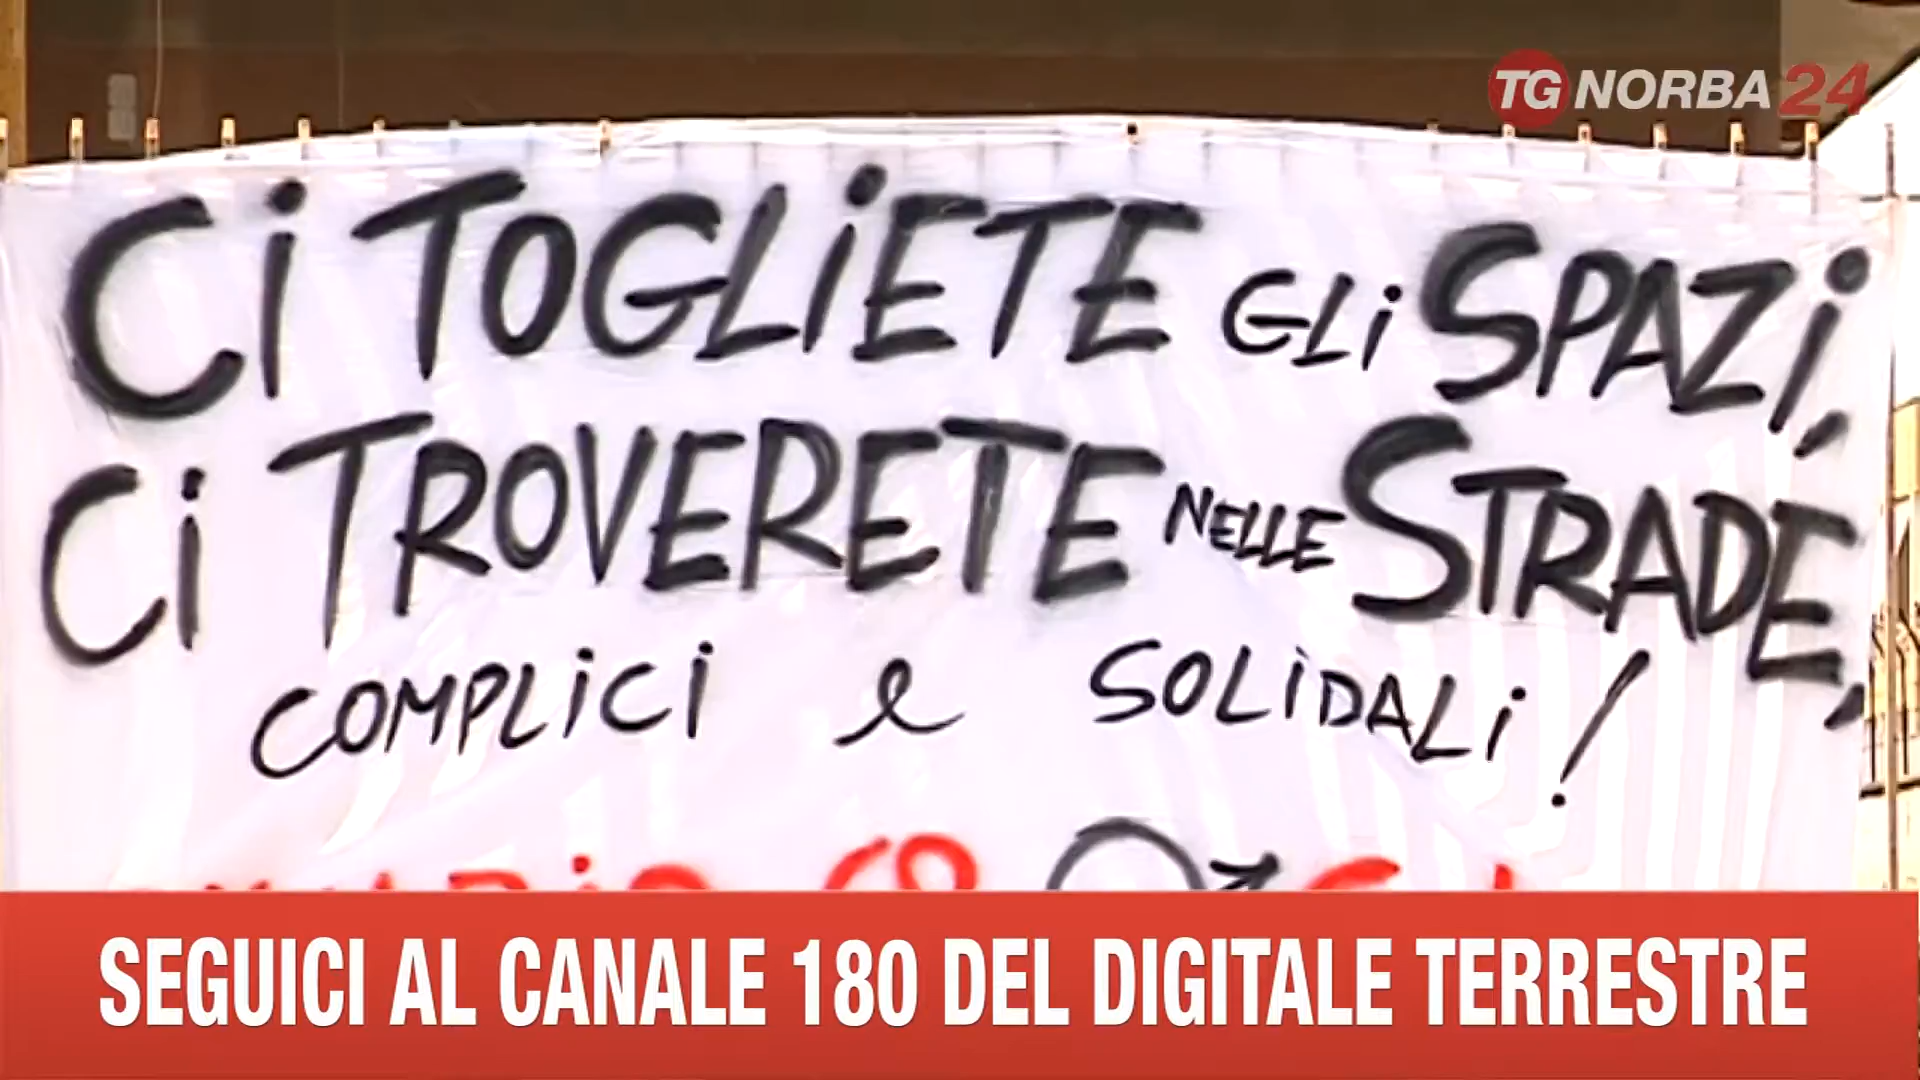 TG NORBA 24
Ci TOGLiETE GLi SPAZi,
Ci TROVERETE NELLE STRADE,
COMPLiCi e SOLiDALi!
SEGUICI AL CANALE 180 DEL DIGITALE TERRESTRE